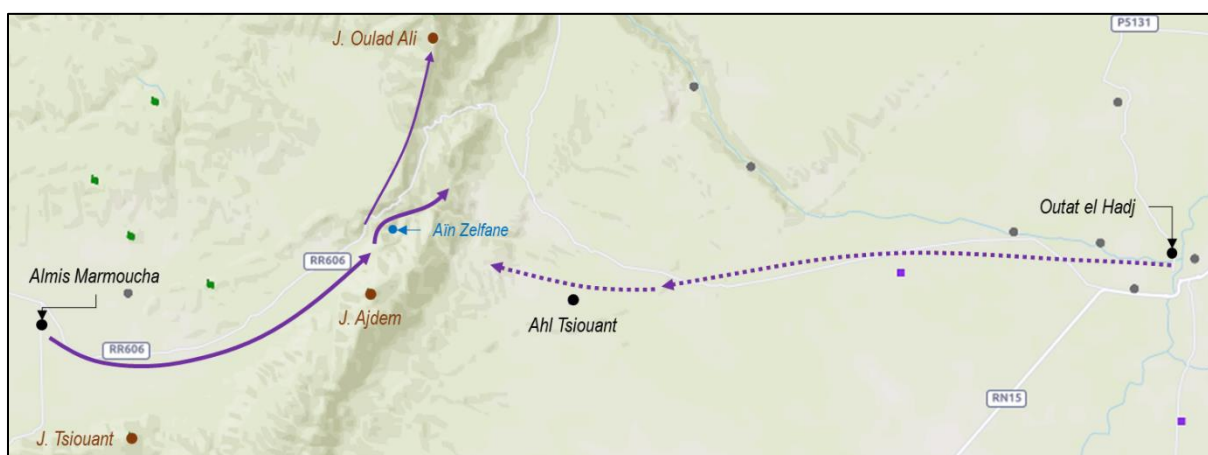 P5131
J. Oulad Ali
Outat el Hadj
Aïn Zelfane
RR606
Almis Marmoucha
J. Ajdem
Ahl Tsiouant
RR606
RN15
J. Tsiouant